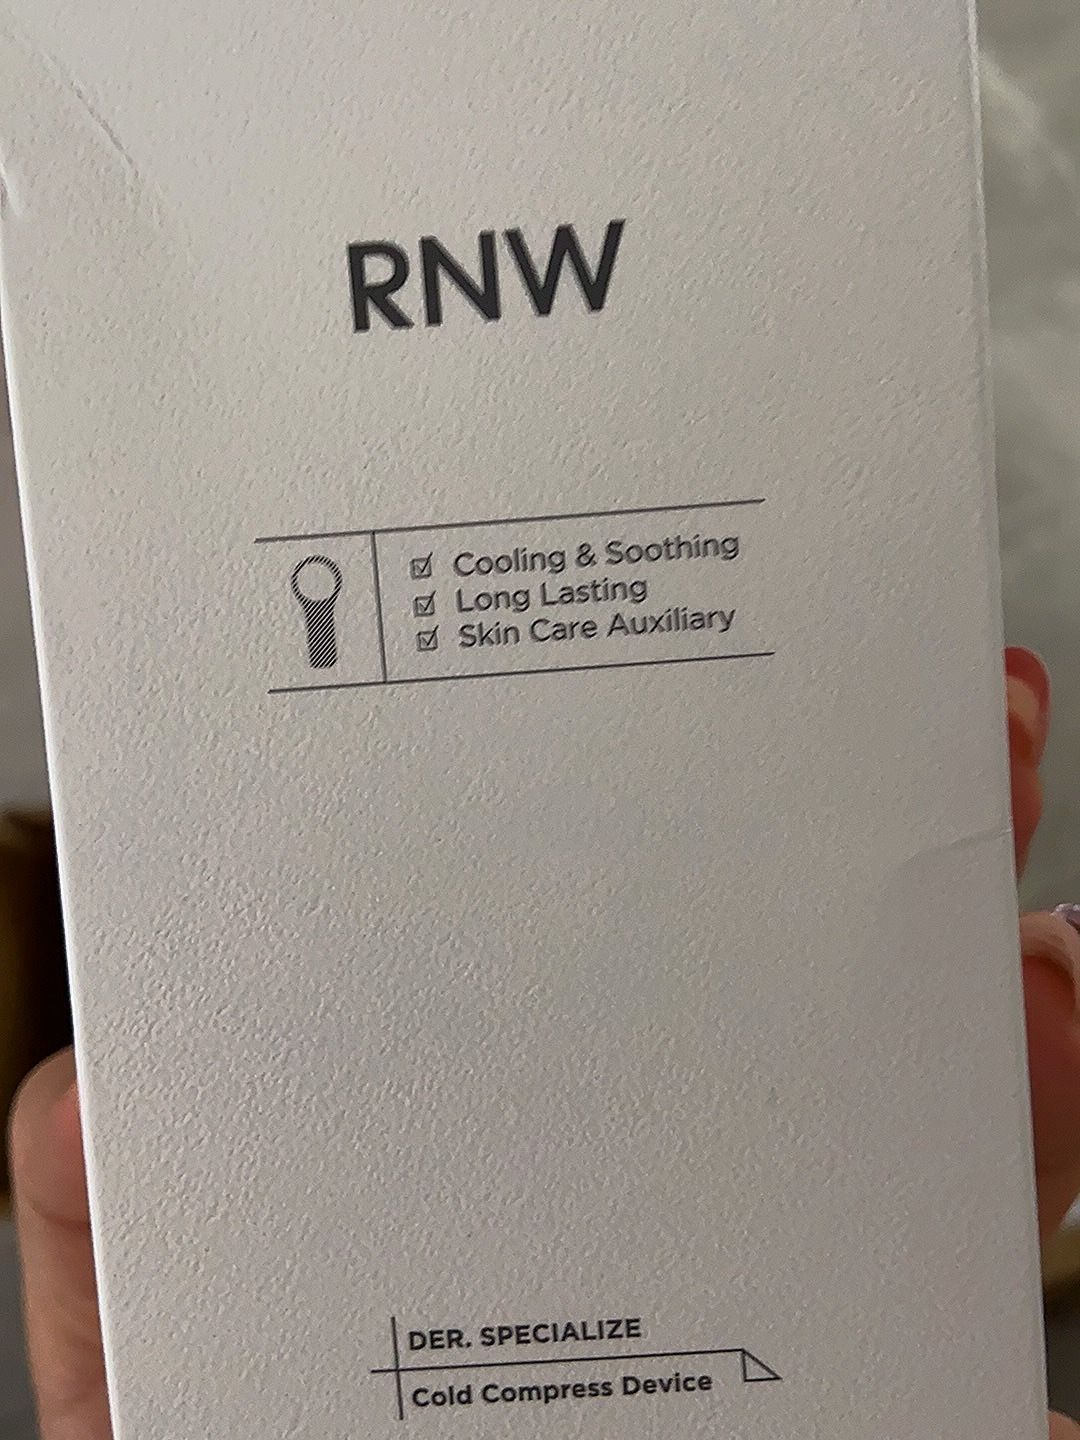 RNW
Cooling & Soothing
Long Lasting
Skin Care Auxiliary
DER. SPECIALIZE
Cold Compress Device